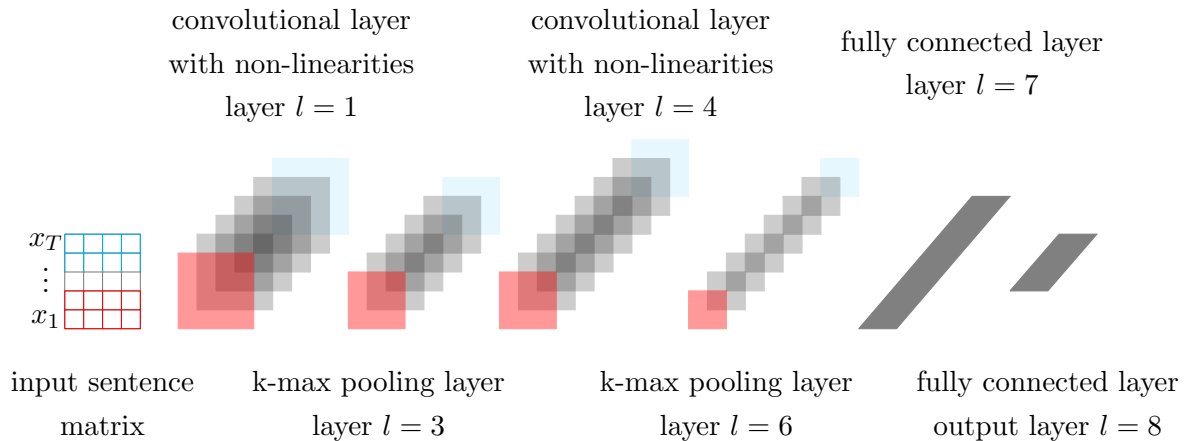 convolutional layer
with non-linearities
layer l = 1
convolutional layer
with non-linearities
layer l = 4
fully connected layer
layer l = 7
x_T
⋮
x_1
input sentence
matrix
k-max pooling layer
layer l = 3
k-max pooling layer
layer l = 6
fully connected layer
output layer l = 8